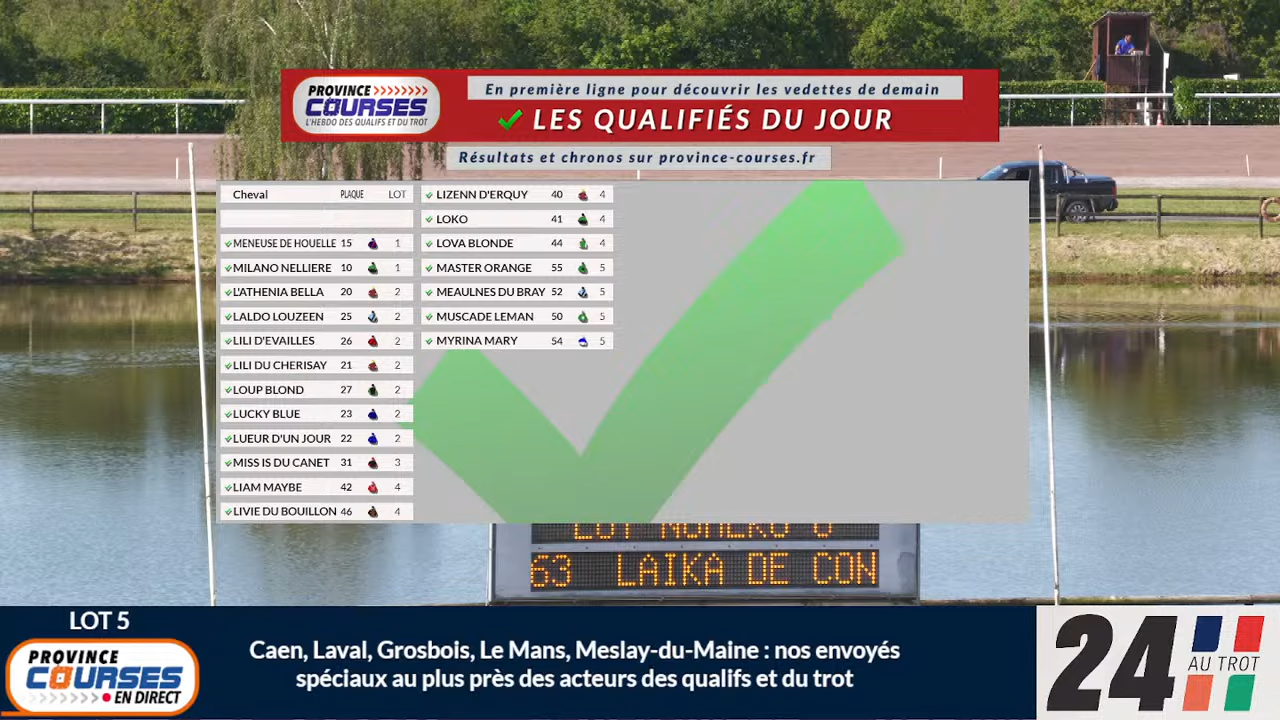 PROVINCE
COURSES
L'HEBDO DES QUALIFS ET DU TROT
En première ligne pour découvrir les vedettes de demain
LES QUALIFIÉS DU JOUR
Résultats et chronos sur province-courses.fr
Cheval PLAQUE LOT
MENEUSE DE HOUELLE 15 1
MILANO NELLIERE 10 1
L'ATHENIA BELLA 20 2
LALDO LOUZEEN 25 2
LILI D'EVAILLES 26 2
LILI DU CHERISAY 21 2
LOUP BLOND 27 2
LUCKY BLUE 23 2
LUEUR D'UN JOUR 22 2
MISS IS DU CANET 31 3
LIAM MAYBE 42 4
LIVIE DU BOUILLON 46 4
LIZENN D'ERQUY 40 4
LOKO 41 4
LOVA BLONDE 44 4
MASTER ORANGE 55 5
MEAULNES DU BRAY 52 5
MUSCADE LEMAN 50 5
MYRINA MARY 54 5
LOT NUMERO
63 LAIKA DE CON
LOT 5
PROVINCE
COURSES
EN DIRECT
Caen, Laval, Grosbois, Le Mans, Meslay-du-Maine : nos envoyés
spéciaux au plus près des acteurs des qualifs et du trot
24
AU TROT